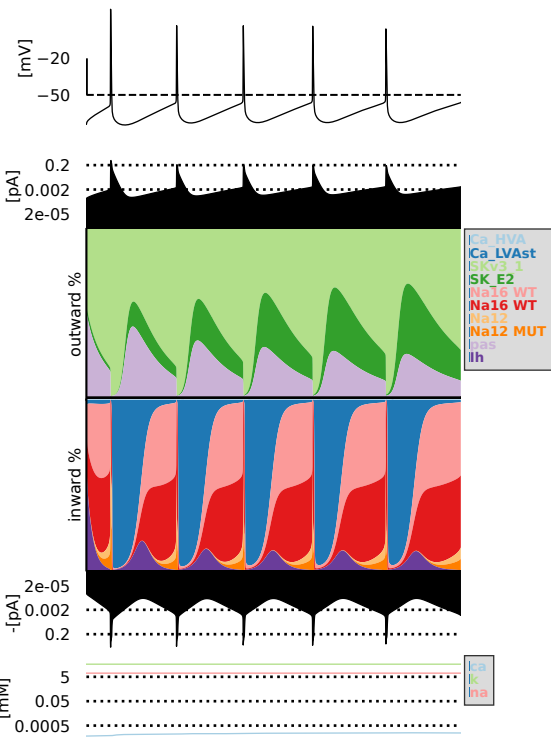 [mV]
−20
−50
[pA]
0.2
0.002
2e-05
outward %
Ca_HVA
Ca_LVAst
SKv3_1
SK_E2
Na16 WT
Na16 WT
Na12
Na12 MUT
pas
Ih
inward %
-[pA]
2e-05
0.002
0.2
[mM]
5
0.05
0.0005
ca
k
na